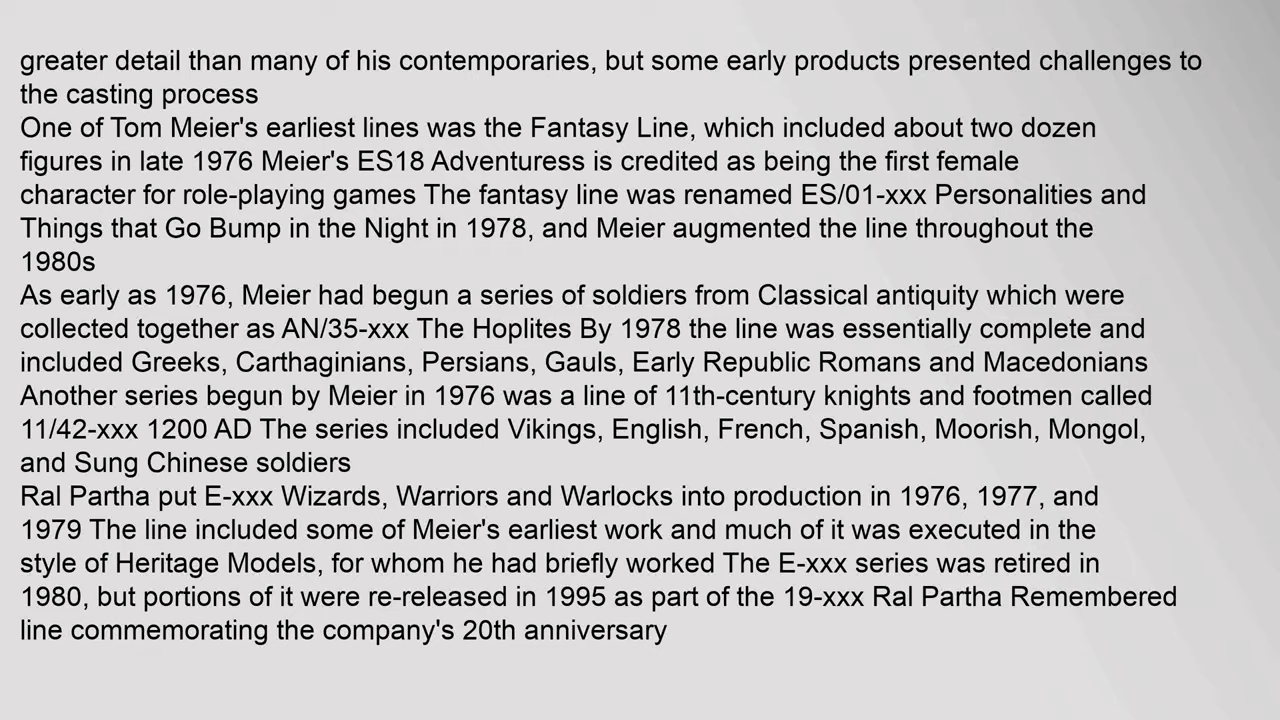 greater detail than many of his contemporaries, but some early products presented challenges to
the casting process
One of Tom Meier's earliest lines was the Fantasy Line, which included about two dozen
figures in late 1976 Meier's ES18 Adventuress is credited as being the first female
character for role-playing games The fantasy line was renamed ES/01-xxx Personalities and
Things that Go Bump in the Night in 1978, and Meier augmented the line throughout the
1980s
As early as 1976, Meier had begun a series of soldiers from Classical antiquity which were
collected together as AN/35-xxx The Hoplites By 1978 the line was essentially complete and
included Greeks, Carthaginians, Persians, Gauls, Early Republic Romans and Macedonians
Another series begun by Meier in 1976 was a line of 11th-century knights and footmen called
11/42-xxx 1200 AD The series included Vikings, English, French, Spanish, Moorish, Mongol,
and Sung Chinese soldiers
Ral Partha put E-xxx Wizards, Warriors and Warlocks into production in 1976, 1977, and
1979 The line included some of Meier's earliest work and much of it was executed in the
style of Heritage Models, for whom he had briefly worked The E-xxx series was retired in
1980, but portions of it were re-released in 1995 as part of the 19-xxx Ral Partha Remembered
line commemorating the company's 20th anniversary